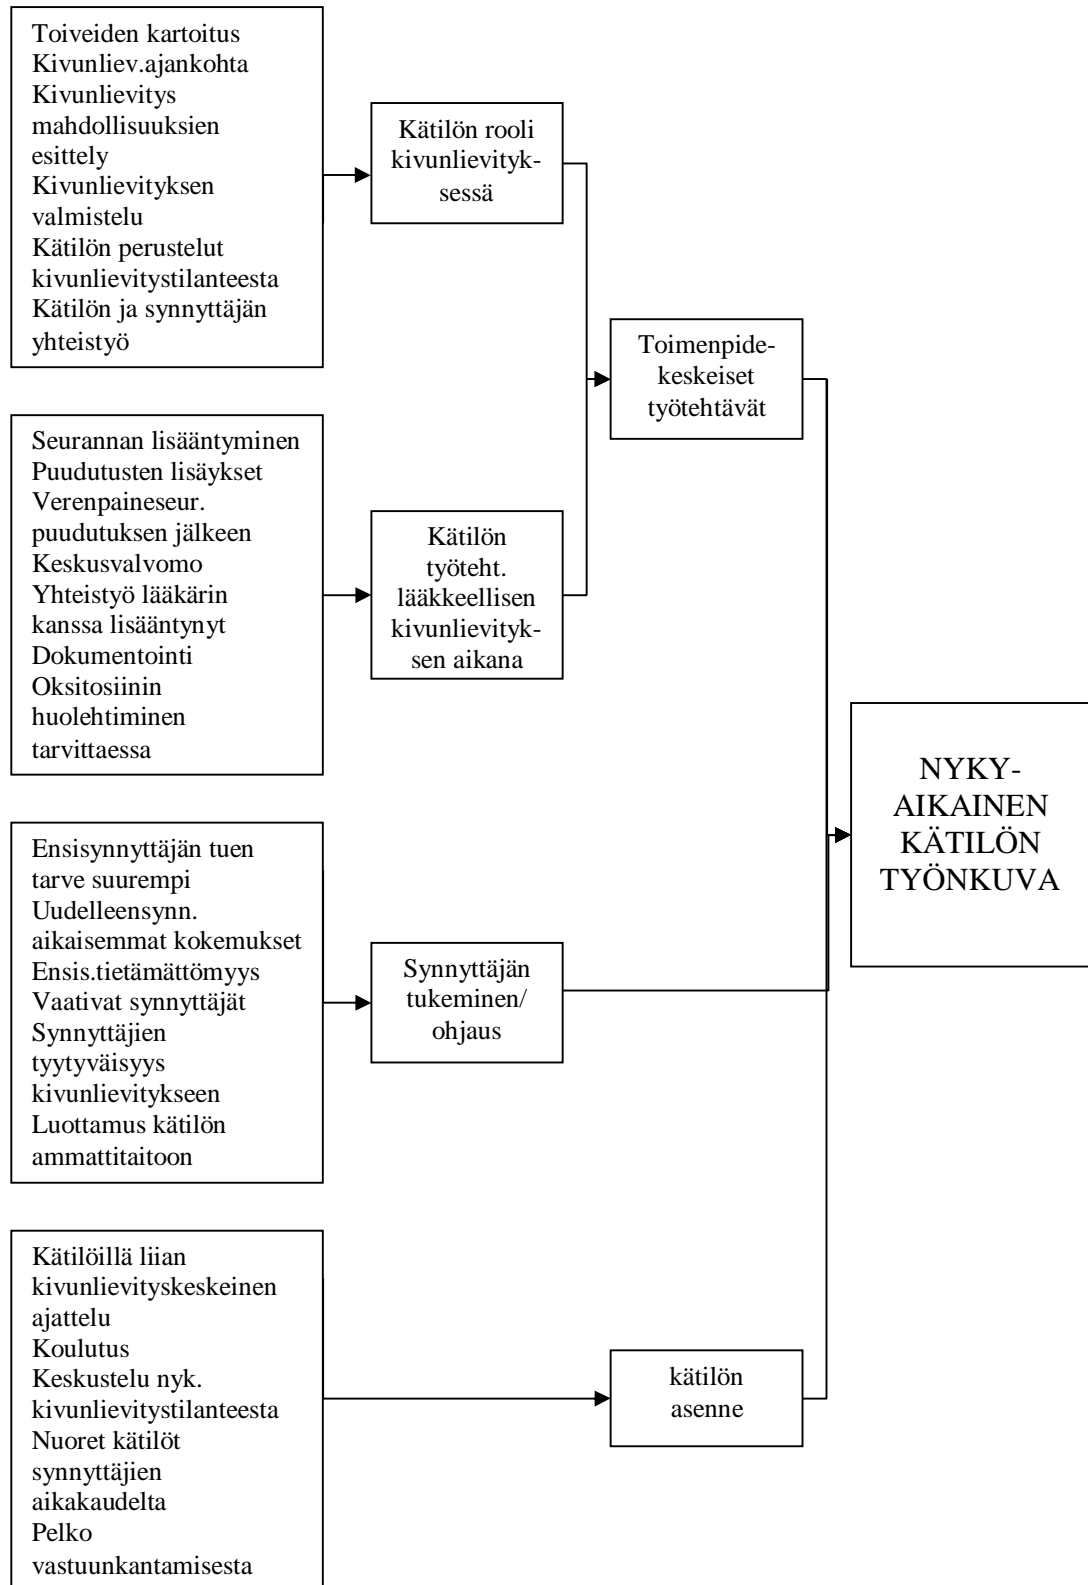 Toiveiden kartoitus
Kivunliev.ajankohta
Kivunlievitys
mahdollisuuksien
esittely
Kivunlievityksen
valmistelu
Kätilön perustelut
kivunlievitystilanteesta
Kätilön ja synnyttäjän
yhteistyö
Kätilön rooli
kivunlievityk-
sessä
Seurannan lisääntyminen
Puudutusten lisäykset
Verenpaineseur.
puudutuksen jälkeen
Keskusvalvomo
Yhteistyö lääkärin
kanssa lisääntynyt
Dokumentointi
Oksitosiinin
huolehtiminen
tarvittaessa
Kätilön
työteht.
lääkkeellisen
kivunlievityk-
sen aikana
Toimenpide-
keskeiset
työtehtävät
Ensisynnyttäjän tuen
tarve suurempi
Uudelleensynn.
aikaisemmat kokemukset
Ensis.tietämättömyys
Vaativat synnyttäjät
Synnyttäjien
tyytyväisyys
kivunlievitykseen
Luottamus kätilön
ammattitaitoon
Synnyttäjän
tukeminen/
ohjaus
Kätilöillä liian
kivunlievityskeskeinen
ajattelu
Koulutus
Keskustelu nyk.
kivunlievitystilanteesta
Nuoret kätilöt
synnyttäjien
aikakaudelta
Pelko
vastuunkantamisesta
kätilön
asenne
NYKY-
AIKAINEN
KÄTILÖN
TYÖNKUVA